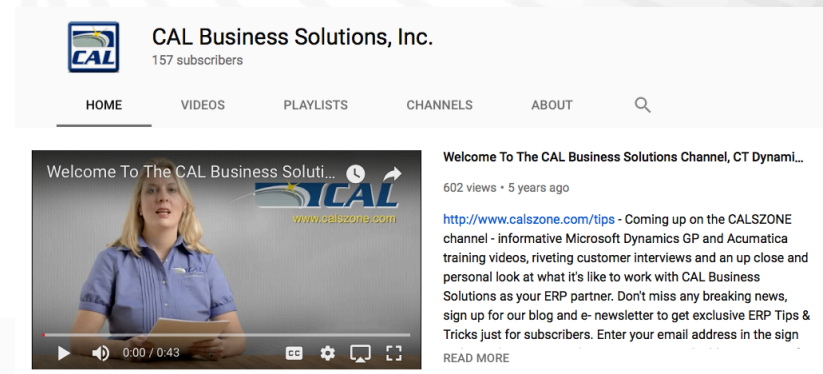 CAL
CAL Business Solutions, Inc.
157 subscribers
HOME VIDEOS PLAYLISTS CHANNELS ABOUT
Welcome To The CAL Business Soluti...
CAL
www.calszone.com
CAL
0:00 / 0:43
CC
Welcome To The CAL Business Solutions Channel, CT Dynami...
602 views • 5 years ago
http://www.calszone.com/tips - Coming up on the CALSZONE
channel - informative Microsoft Dynamics GP and Acumatica
training videos, riveting customer interviews and an up close and
personal look at what it's like to work with CAL Business
Solutions as your ERP partner. Don't miss any breaking news,
sign up for our blog and e- newsletter to get exclusive ERP Tips &
Tricks just for subscribers. Enter your email address in the sign
READ MORE